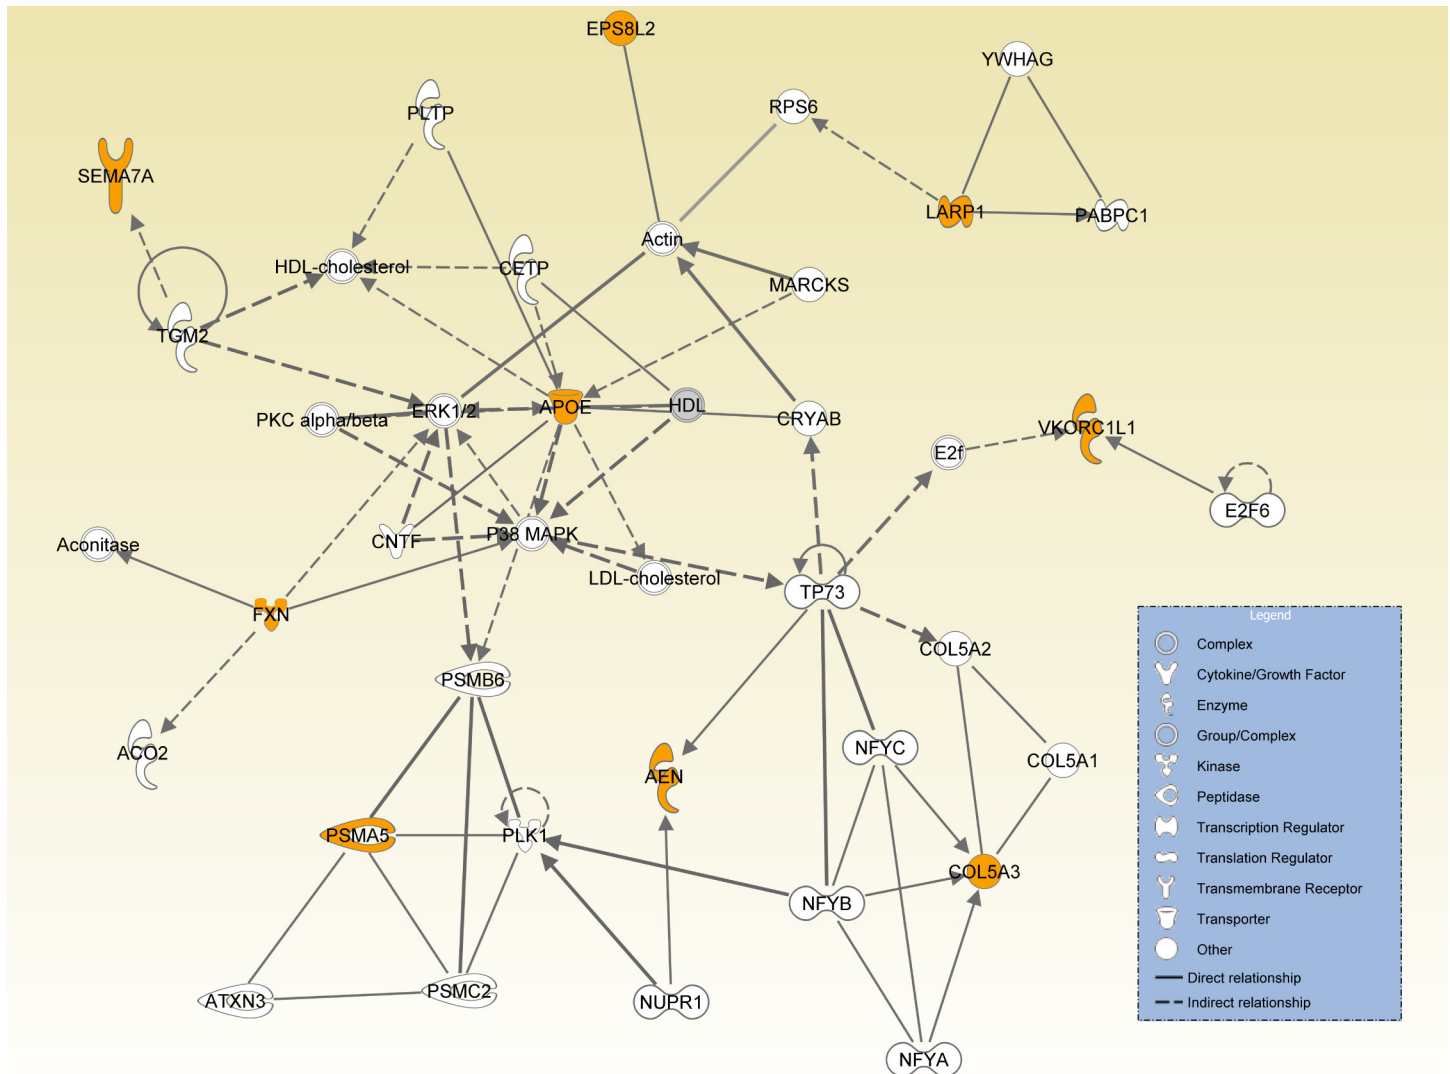 EPS8L2
YWHAG
PLTP
RPS6
SEMA7A
LARP1
PABPC1
Actin
HDL-cholesterol
CETP
MARCKS
TGM2
PKC alpha/beta
ERK1/2
APOE
HDL
CRYAB
VKORC1L1
E2f
E2F6
Aconitase
CNTF
P38 MAPK
LDL-cholesterol
TP73
FXN
COL5A2
PSMB6
ACO2
AEN
NFYC
COL5A1
PSMA5
PLK1
COL5A3
NFYB
ATXN3
PSMC2
NUPR1
NFYA
Legend
Complex
Cytokine/Growth Factor
Enzyme
Group/Complex
Kinase
Peptidase
Transcription Regulator
Translation Regulator
Transmembrane Receptor
Transporter
Other
Direct relationship
Indirect relationship